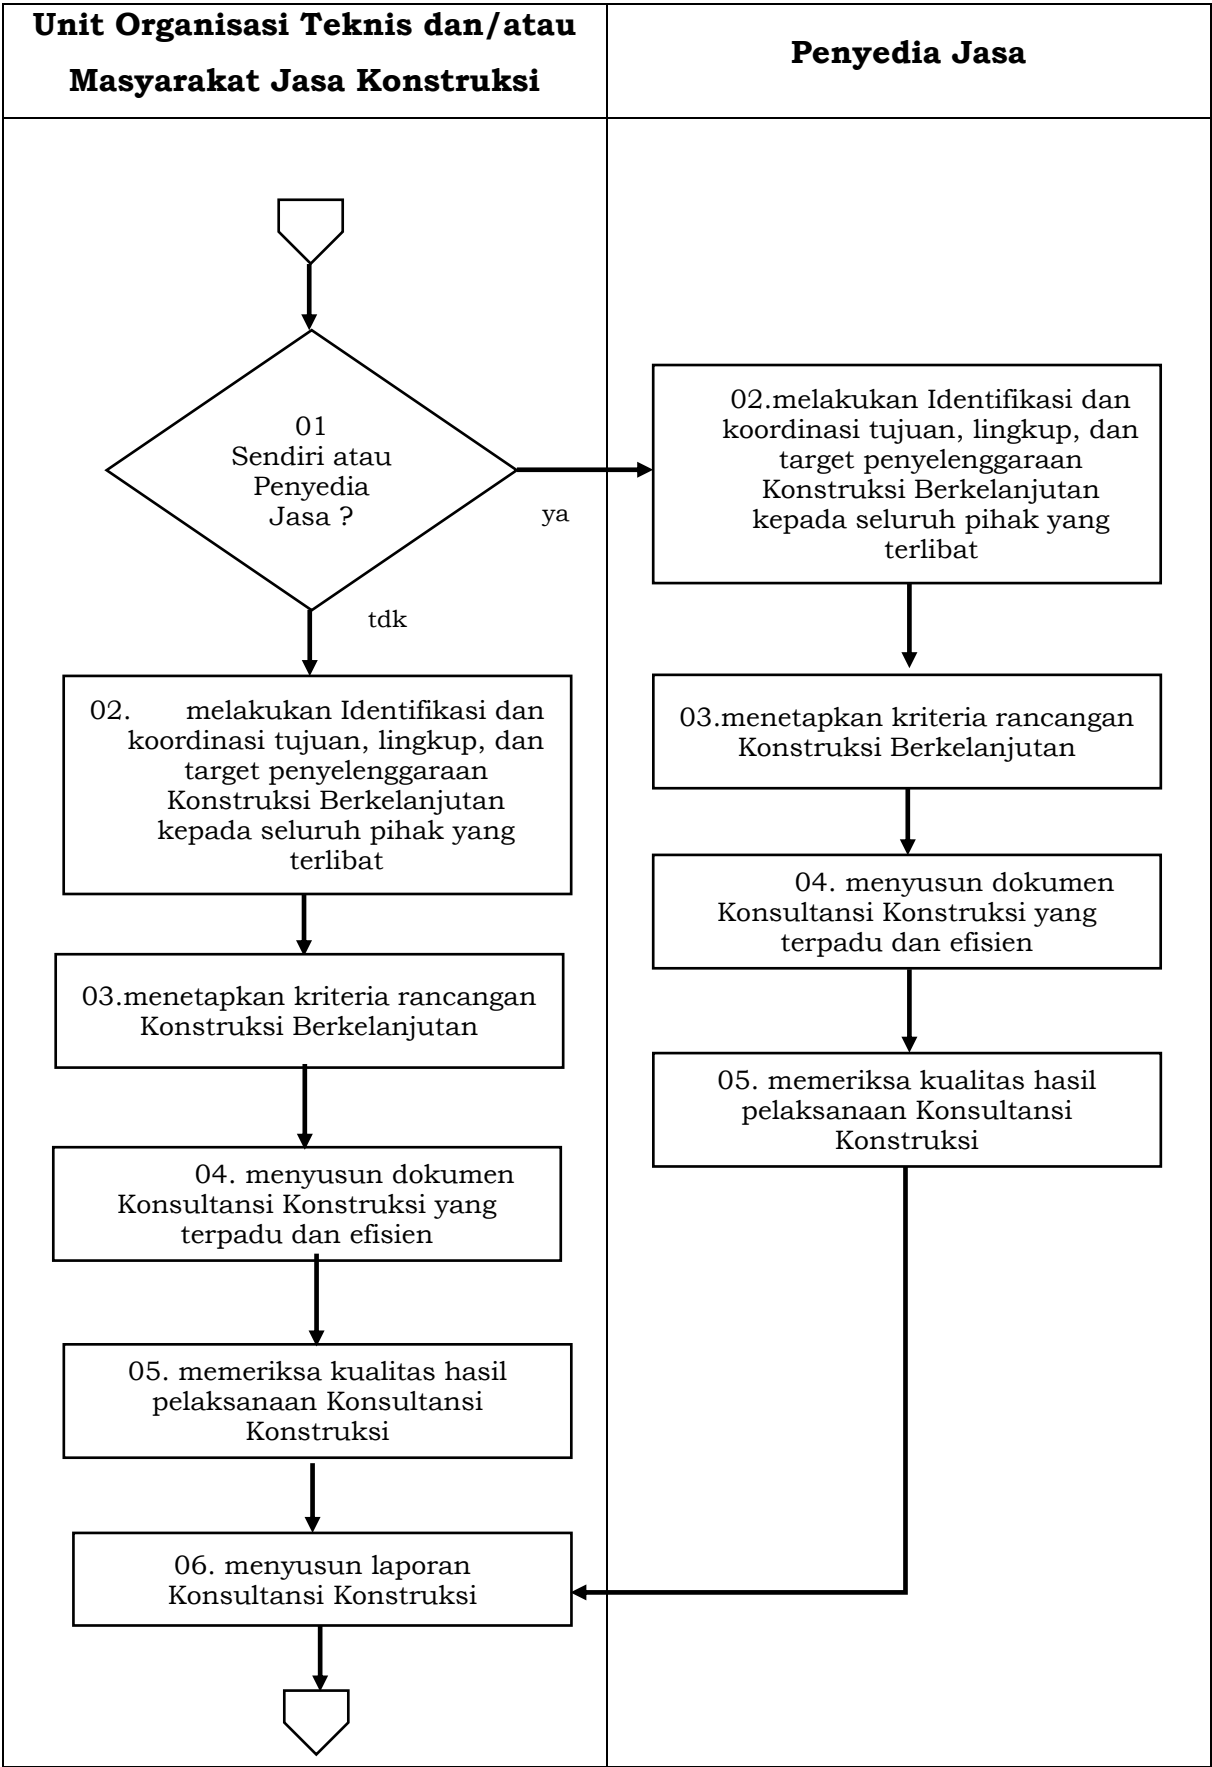 Unit Organisasi Teknis dan/atau
Masyarakat Jasa Konstruksi
Penyedia Jasa
01
Sendiri atau
Penyedia
Jasa ?
ya
tdk
02. melakukan Identifikasi dan
koordinasi tujuan, lingkup, dan
target penyelenggaraan
Konstruksi Berkelanjutan
kepada seluruh pihak yang
terlibat
03.menetapkan kriteria rancangan
Konstruksi Berkelanjutan
04. menyusun dokumen
Konsultansi Konstruksi yang
terpadu dan efisien
05. memeriksa kualitas hasil
pelaksanaan Konsultansi
Konstruksi
06. menyusun laporan
Konsultansi Konstruksi
02.melakukan Identifikasi dan
koordinasi tujuan, lingkup, dan
target penyelenggaraan
Konstruksi Berkelanjutan
kepada seluruh pihak yang
terlibat
03.menetapkan kriteria rancangan
Konstruksi Berkelanjutan
04. menyusun dokumen
Konsultansi Konstruksi yang
terpadu dan efisien
05. memeriksa kualitas hasil
pelaksanaan Konsultansi
Konstruksi